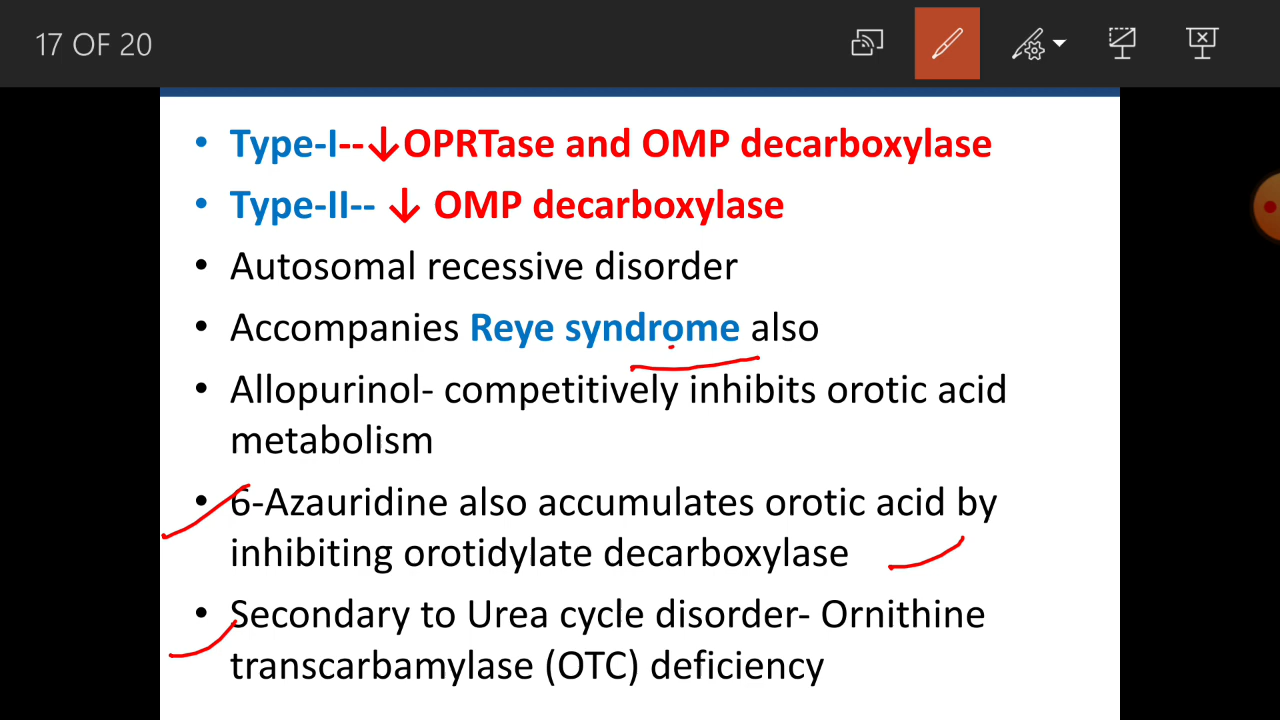 17 OF 20
• Type-I--↓OPRTase and OMP decarboxylase
• Type-II-- ↓ OMP decarboxylase
• Autosomal recessive disorder
• Accompanies Reye syndrome also
• Allopurinol- competitively inhibits orotic acid
metabolism
• 6-Azauridine also accumulates orotic acid by
inhibiting orotidylate decarboxylase
• Secondary to Urea cycle disorder- Ornithine
transcarbamylase (OTC) deficiency